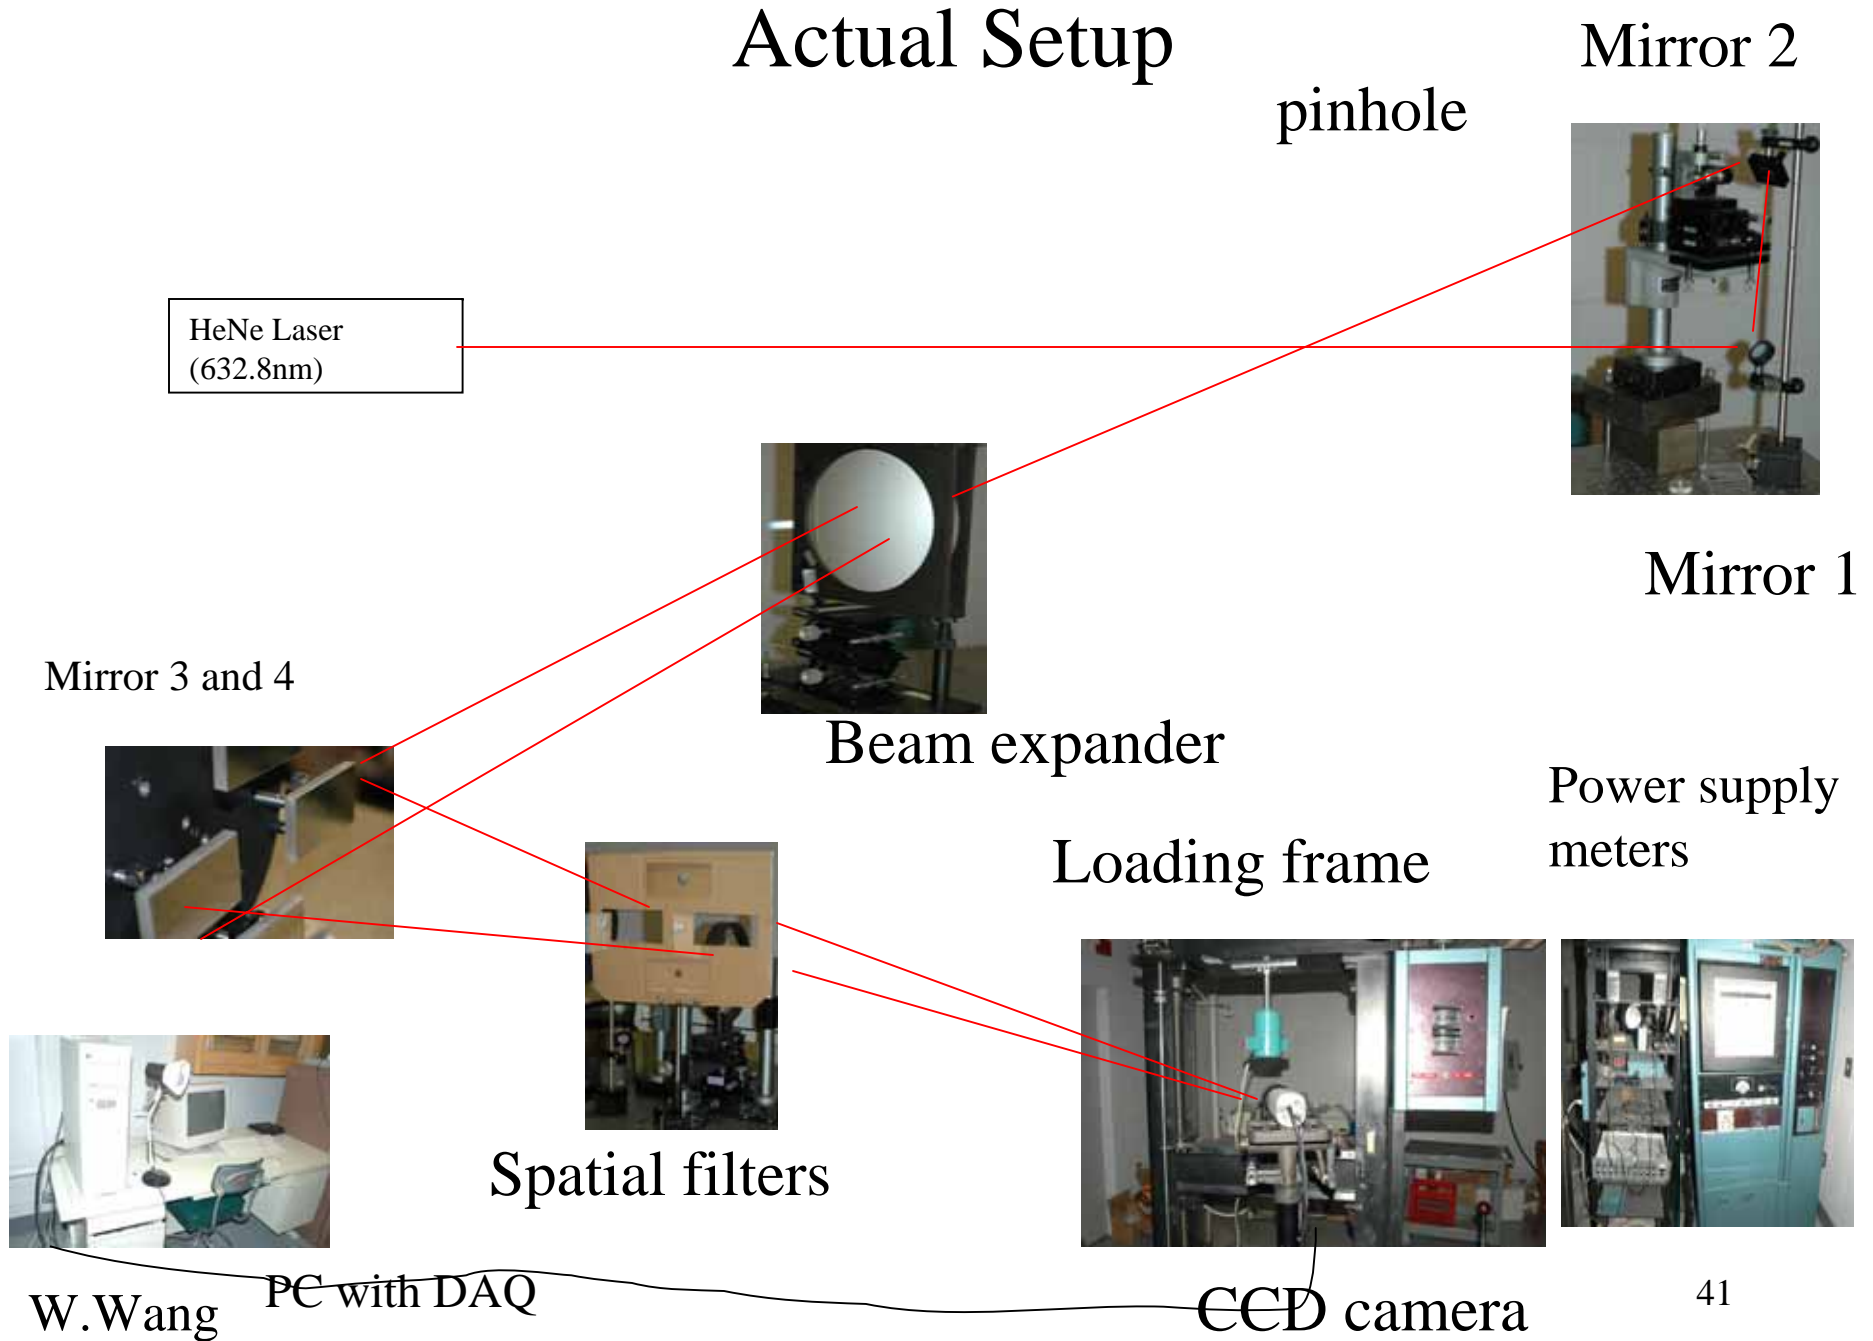 Actual Setup
Mirror 2
pinhole
HeNe Laser
(632.8nm)
Mirror 1
Mirror 3 and 4
Beam expander
Power supply
meters
Loading frame
Spatial filters
PC with DAQ
W.Wang
CCD camera
41